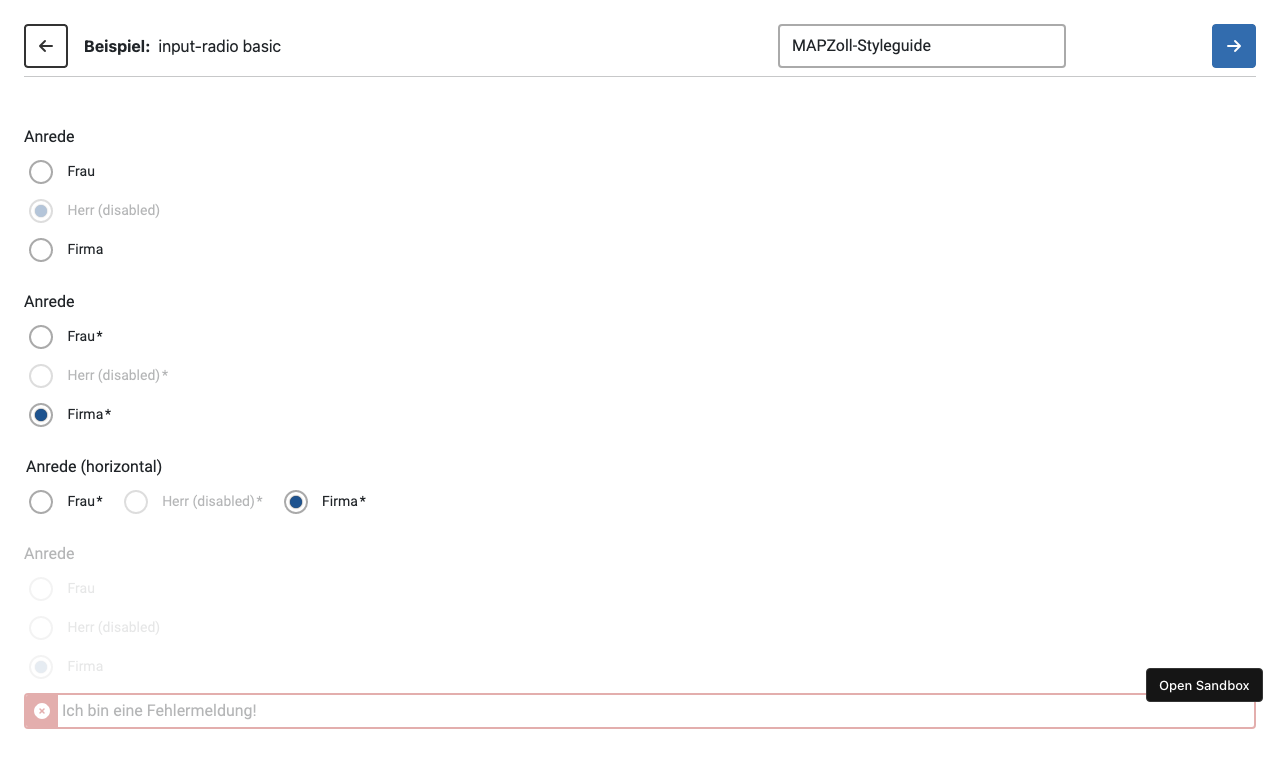 Beispiel: input-radio basic
MAPZoll-Styleguide
Anrede
Frau
Herr (disabled)
Firma
Anrede
Frau*
Herr (disabled)*
Firma*
Anrede (horizontal)
Frau* Herr (disabled)* Firma*
Anrede
Frau
Herr (disabled)
Firma
Open Sandbox
Ich bin eine Fehlermeldung!